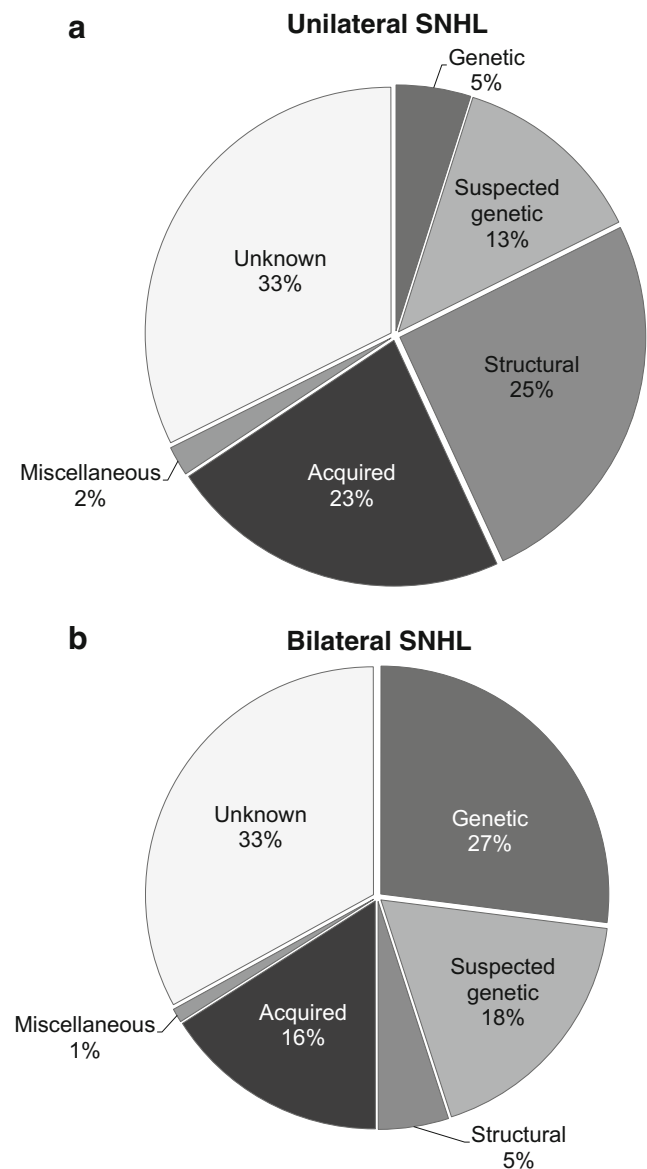 a
Unilateral SNHL
Genetic
5%
Suspected
genetic
13%
Structural
25%
Acquired
23%
Miscellaneous
2%
Unknown
33%
b
Bilateral SNHL
Genetic
27%
Suspected
genetic
18%
Structural
5%
Acquired
16%
Miscellaneous
1%
Unknown
33%